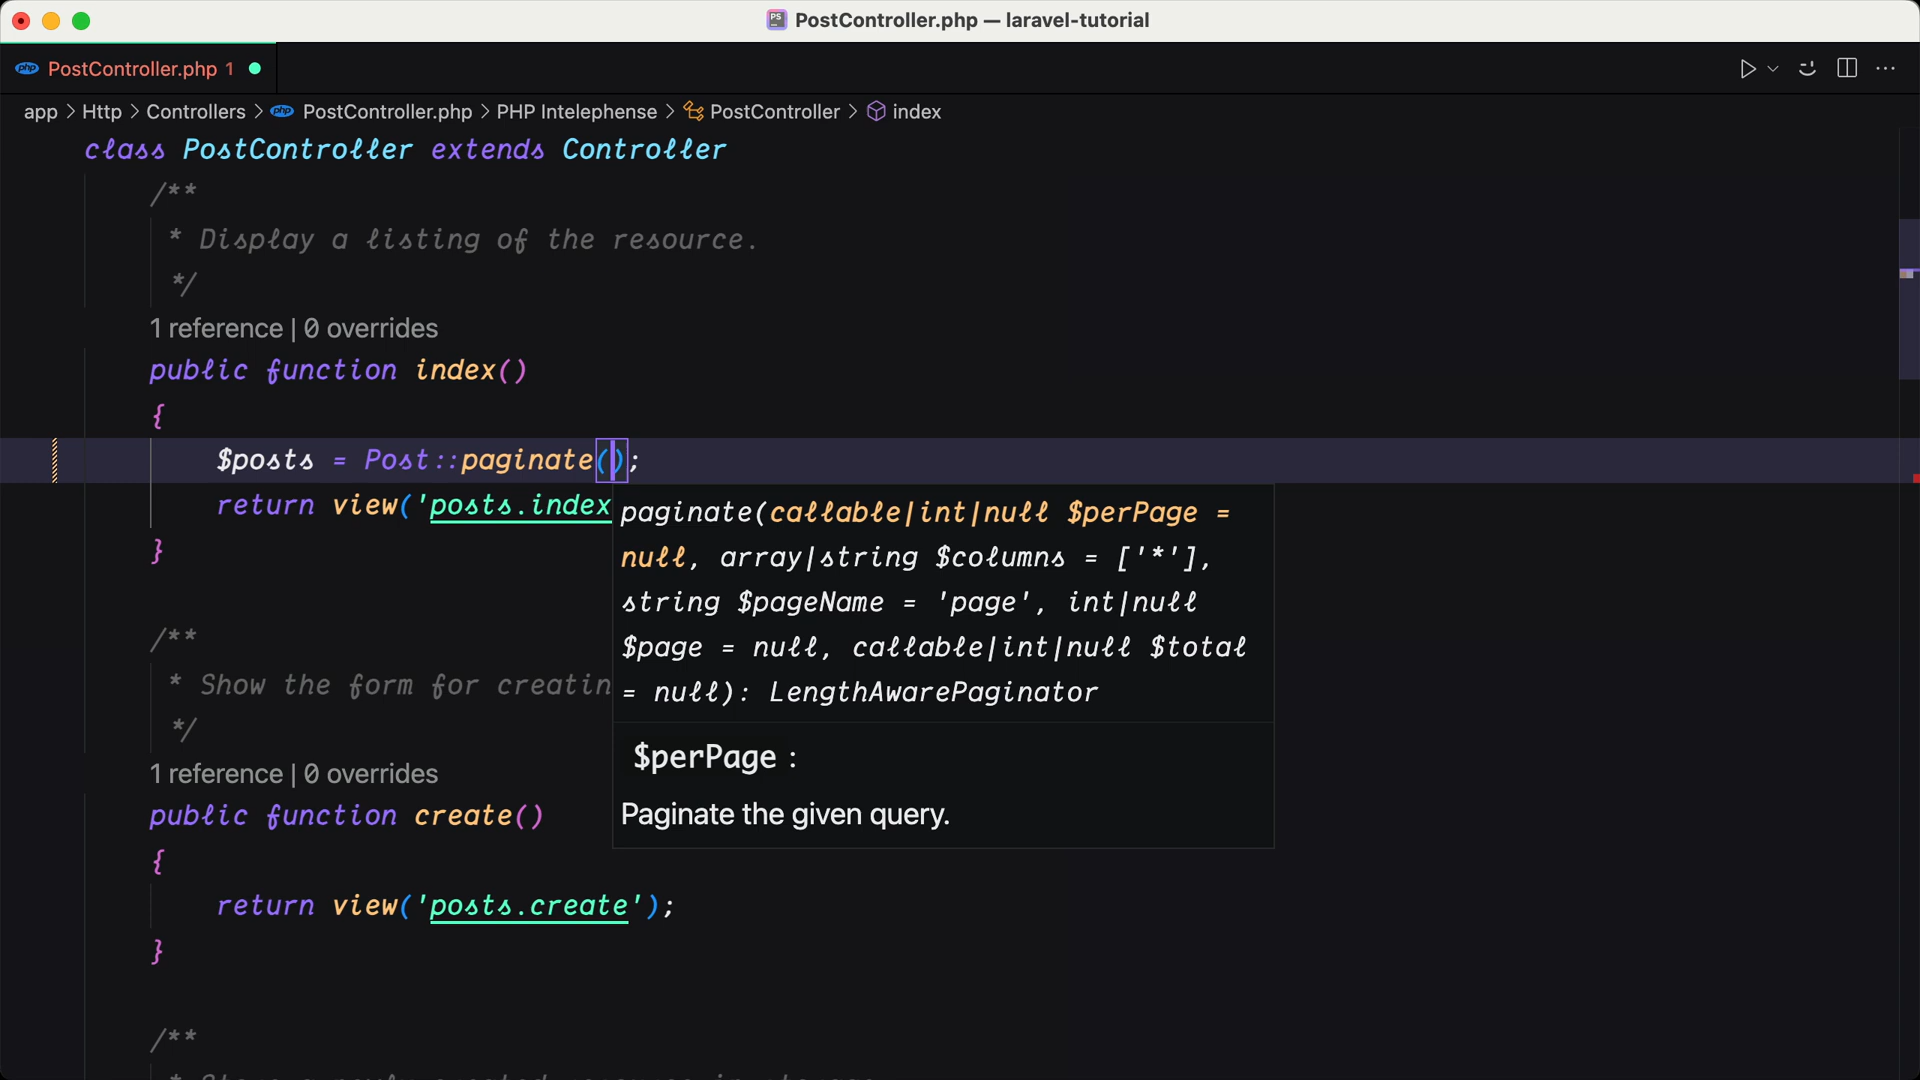 PS PostController.php — laravel-tutorial
php PostController.php 1
app > Http > Controllers > php PostController.php > PHP Intelephense > PostController > index
class PostController extends Controller
/**
* Display a listing of the resource.
*/
1 reference | 0 overrides
public function index()
{
$posts = Post::paginate();
return view('posts.index
}
paginate(callable|int|null $perPage =
null, array|string $columns = ['*'],
string $pageName = 'page', int|null
$page = null, callable|int|null $total
= null): LengthAwarePaginator
$perPage :
Paginate the given query.
/**
* Show the form for creatin
*/
1 reference | 0 overrides
public function create()
{
return view('posts.create');
}
/**